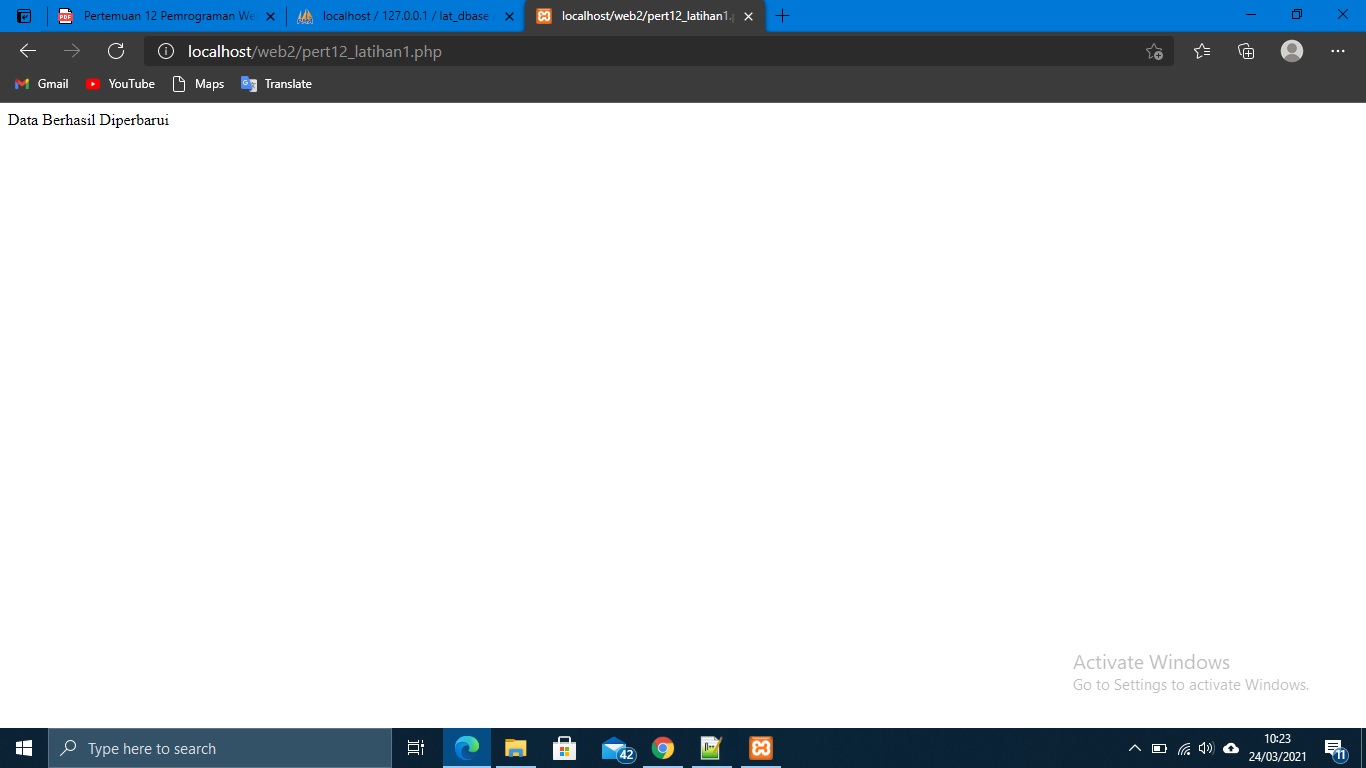 Pertemuan 12 Pemrograman We
localhost / 127.0.0.1 / lat_dbase
localhost/web2/pert12_latihan1.p
localhost/web2/pert12_latihan1.php
Gmail
YouTube
Maps
Translate
Data Berhasil Diperbarui
Activate Windows
Go to Settings to activate Windows.
Type here to search
42
10:23
24/03/2021
11